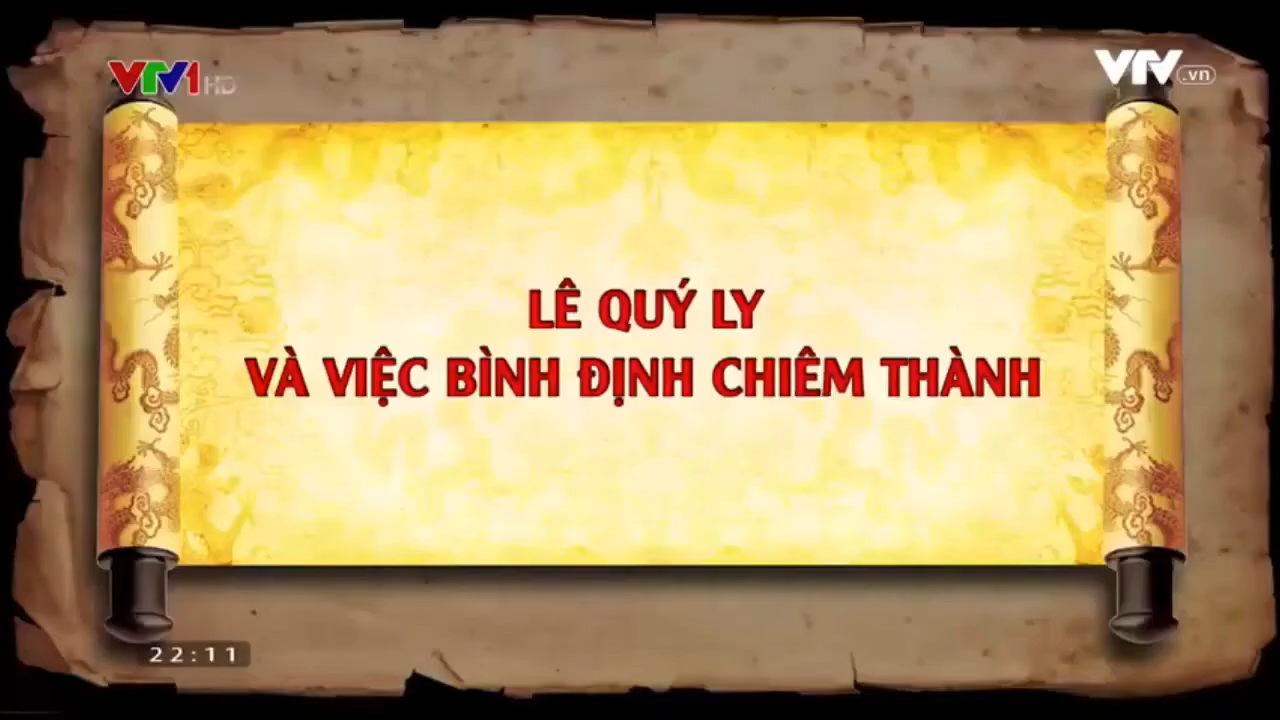 VTV1 HD
VTV.vn
LÊ QUÝ LY
VÀ VIỆC BÌNH ĐỊNH CHIÊM THÀNH
22:11